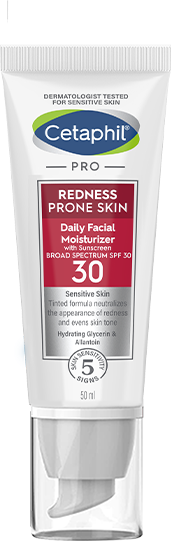 DERMATOLOGIST TESTED
FOR SENSITIVE SKIN
Cetaphil®
PRO
REDNESS
PRONE SKIN
Daily Facial
Moisturizer
with Sunscreen
BROAD SPECTRUM SPF 30
30
Sensitive Skin
Tinted formula neutralizes
the appearance of redness
and evens skin tone
Hydrating Glycerin &
Allantoin
SKIN SENSITIVITY
5
SIGNS
50 ml